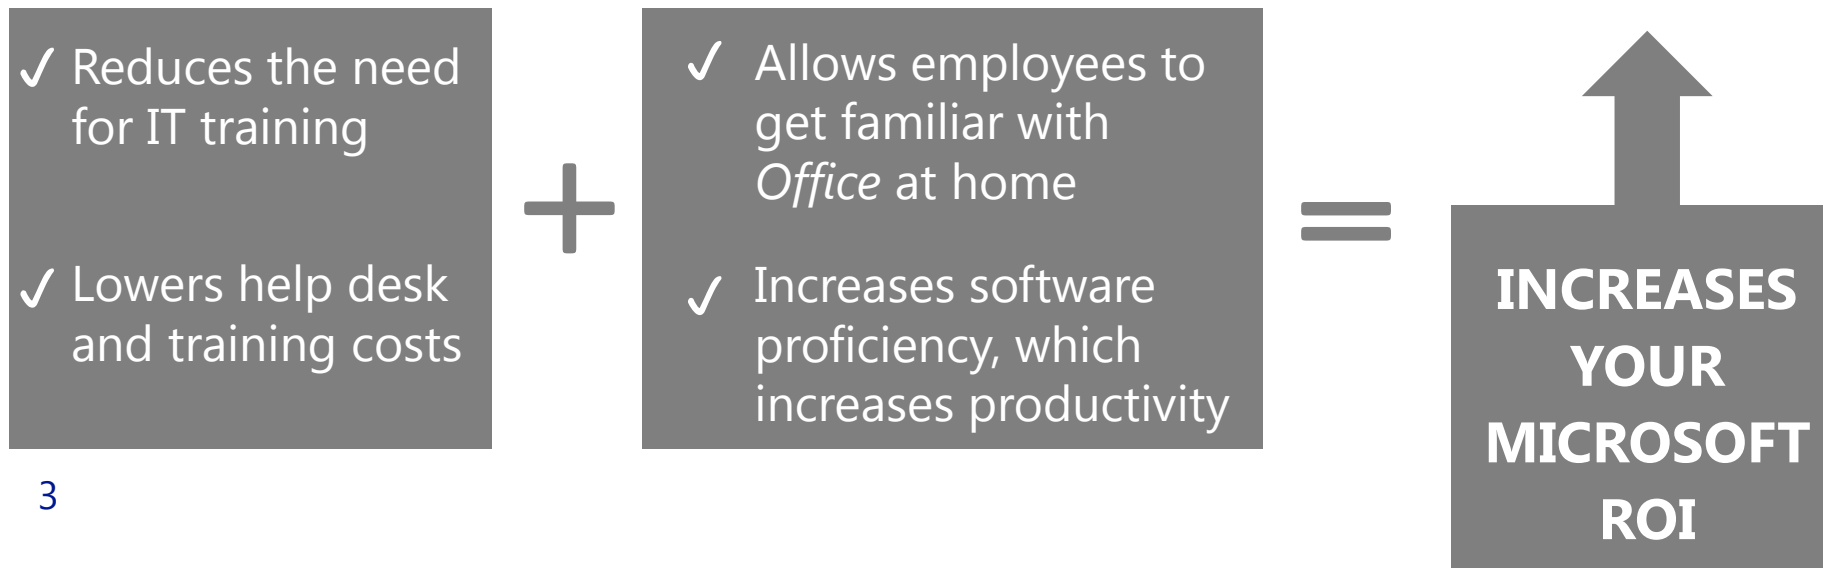 ✓ Reduces the need
for IT training
✓ Lowers help desk
and training costs
+
✓ Allows employees to
get familiar with
Office at home
✓ Increases software
proficiency, which
increases productivity
=
INCREASES
YOUR
MICROSOFT
ROI
3